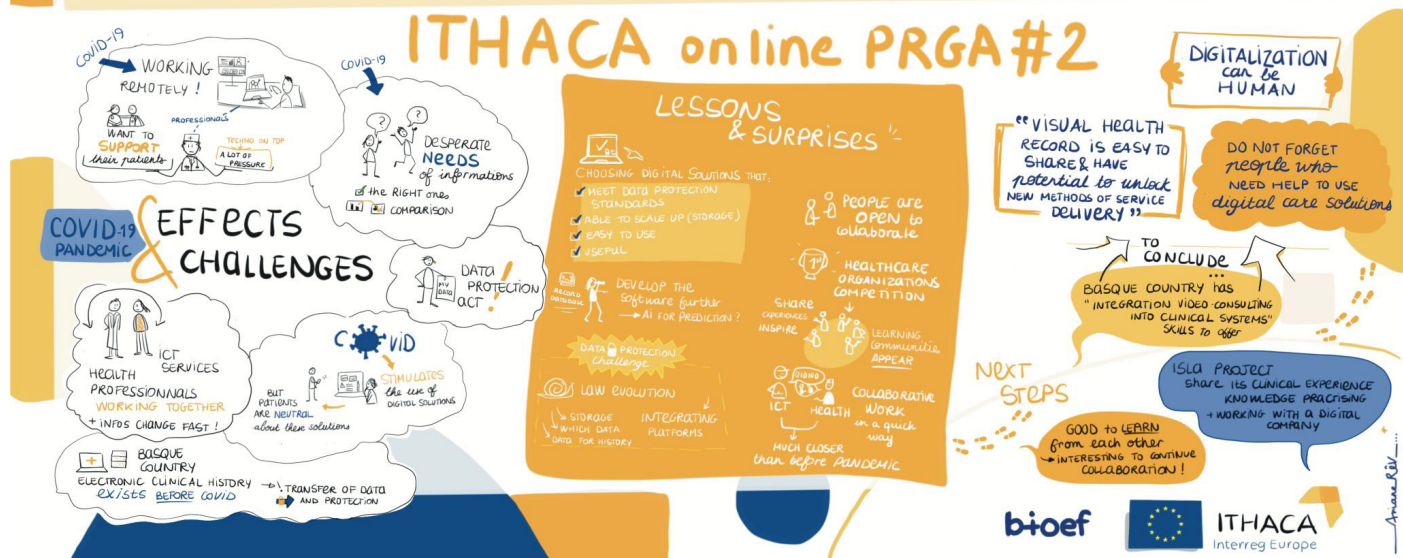 ITHACA online PRGA #2
COVID-19
WORKING
REMOTELY !
PROFESSIONALS
WANT TO
SUPPORT
their patients
TECHNO ON TOP
A LOT OF
PRESSURE
COVID-19
?
?
DESPERATE
NEEDS
of informations
the RIGHT ones
COMPARISON
COVID-19
PANDEMIC
& EFFECTS
CHALLENGES
MY
DATA
DATA
PROTECTION
ACT !
ICT
SERVICES
HEALTH
PROFESSIONNALS
WORKING TOGETHER
+ INFOS CHANGE FAST !
COVID
STIMULATES
the use of
DIGITAL SOLUTIONS
BUT
PATIENTS
ARE NEUTRAL
about these solutions
BASQUE
COUNTRY
ELECTRONIC CLINICAL HISTORY
exists BEFORE COVID
→ ! TRANSFER OF DATA
AND PROTECTION
LESSONS
& SURPRISES
CHOOSING DIGITAL SOLUTIONS THAT:
MEET DATA PROTECTION
STANDARDS
ABLE TO SCALE UP (STORAGE)
EASY TO USE
USEFUL
RECORD
DATABASE
DEVELOP THE
Software further
→ AI FOR PREDICTION ?
DATA PROTECTION
challenge
LAW EVOLUTION
STORAGE
WHICH DATA
DATA FOR HISTORY
INTEGRATING
PLATFORMS
PEOPLE are
OPEN to
collaborate
1st
HEALTHCARE
ORGANIZATIONS
COMPETITION
SHARE
EXPERIENCES
INSPIRE
LEARNING
Communities
APPEAR
ICT
HEALTH
COLLABORATIVE
WORK
in a quick
way
MUCH CLOSER
than before PANDEMIC
DIGITALIZATION
can be
HUMAN
"VISUAL HEALTH
RECORD IS EASY TO
SHARE & HAVE
potential to unlock
NEW METHODS OF SERVICE
DELIVERY"
DO NOT FORGET
people who
NEED HELP TO USE
digital care solutions
TO
CONCLUDE
...
BASQUE COUNTRY has
"INTEGRATION VIDEO-CONSULTING
INTO CLINICAL SYSTEMS"
SKILLS to offer
NEXT
STEPS
ISLA PROJECT
share its CLINICAL EXPERIENCE
KNOWLEDGE PRACTISING
+ WORKING WITH A DIGITAL
COMPANY
GOOD to LEARN
from each other
→ INTERESTING TO CONTINUE
COLLABORATION !
bioef
ITHACA
Interreg Europe
Ariane Rêv